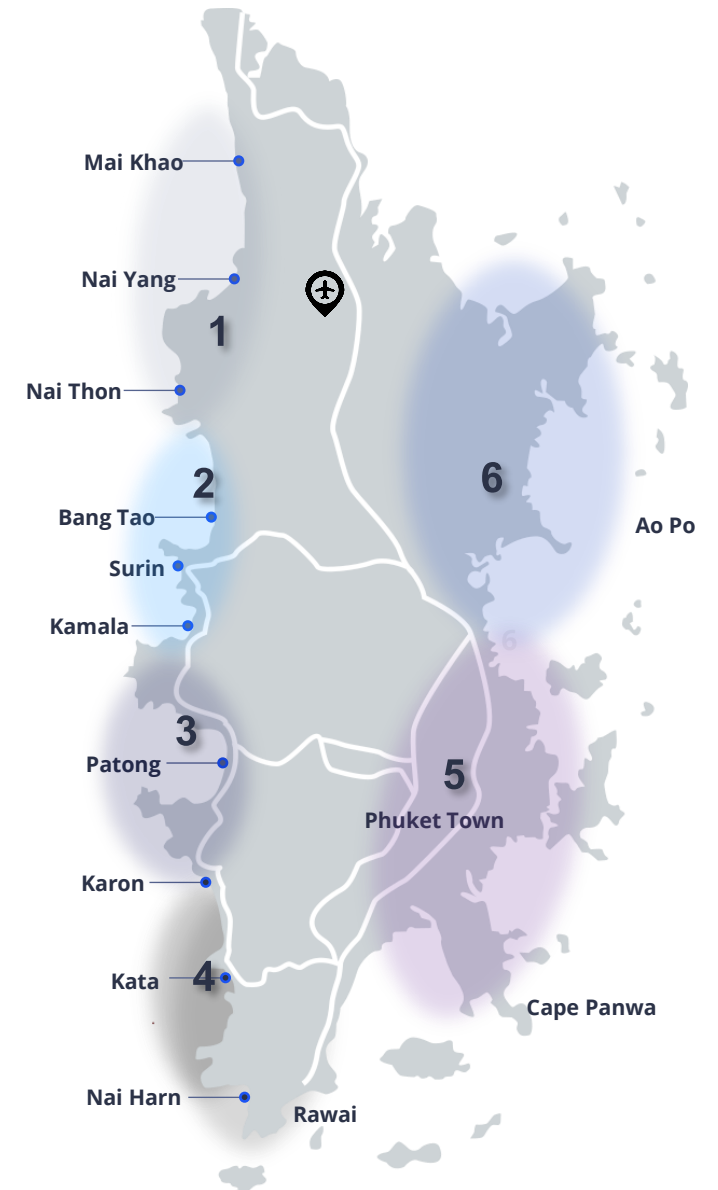 Mai Khao
Nai Yang
1
Nai Thon
2
6
Bang Tao
Ao Po
Surin
Kamala
6
3
Patong
5
Phuket Town
Karon
Kata
4
Cape Panwa
Nai Harn
Rawai